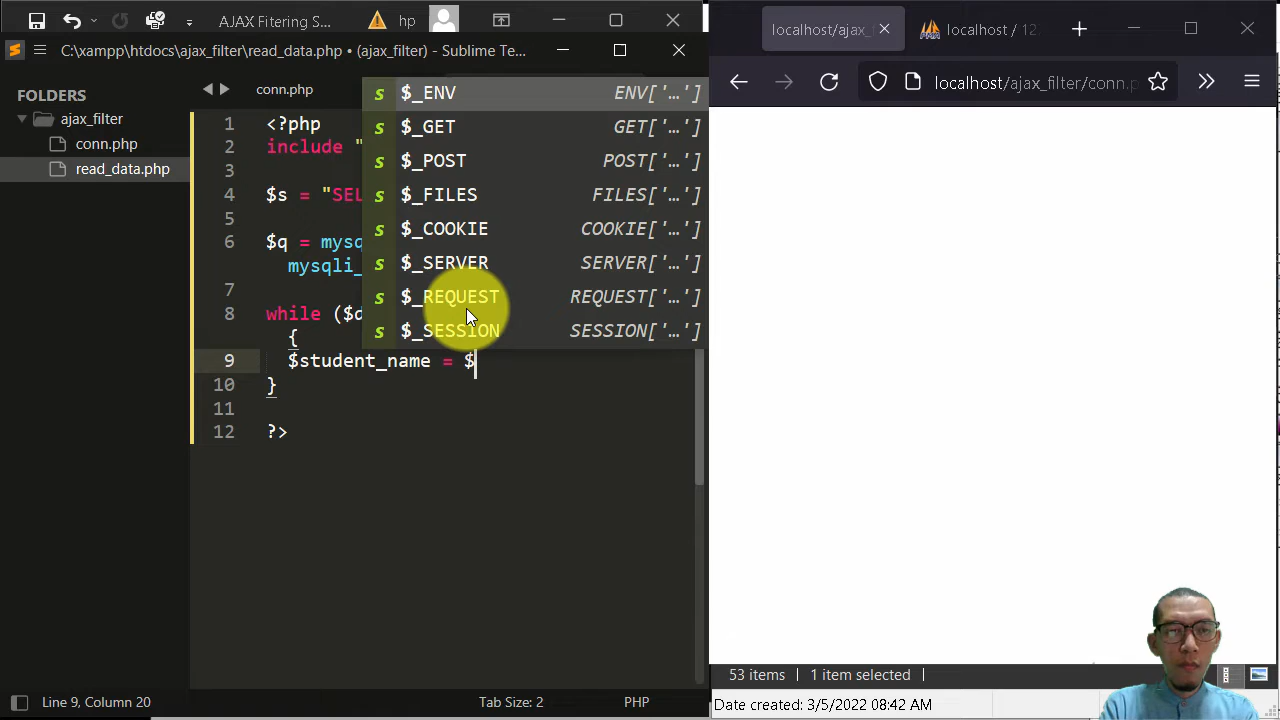 AJAX Fitering S...
hp
C:\xampp\htdocs\ajax_filter\read_data.php • (ajax_filter) - Sublime Te...
FOLDERS
ajax_filter
conn.php
read_data.php
conn.php
1 <?php
2 include "
3
4 $s = "SEL
5
6 $q = mysq
mysqli_
7
8 while ($d
{
9 $student_name = $
10 }
11
12 ?>
$_ENV ENV['…']
$_GET GET['…']
$_POST POST['…']
$_FILES FILES['…']
$_COOKIE COOKIE['…']
$_SERVER SERVER['…']
$_REQUEST REQUEST['…']
$_SESSION SESSION['…']
Line 9, Column 20
Tab Size: 2
PHP
localhost/ajax_f
localhost / 12
localhost/ajax_filter/conn.p
53 items
1 item selected
Date created: 3/5/2022 08:42 AM